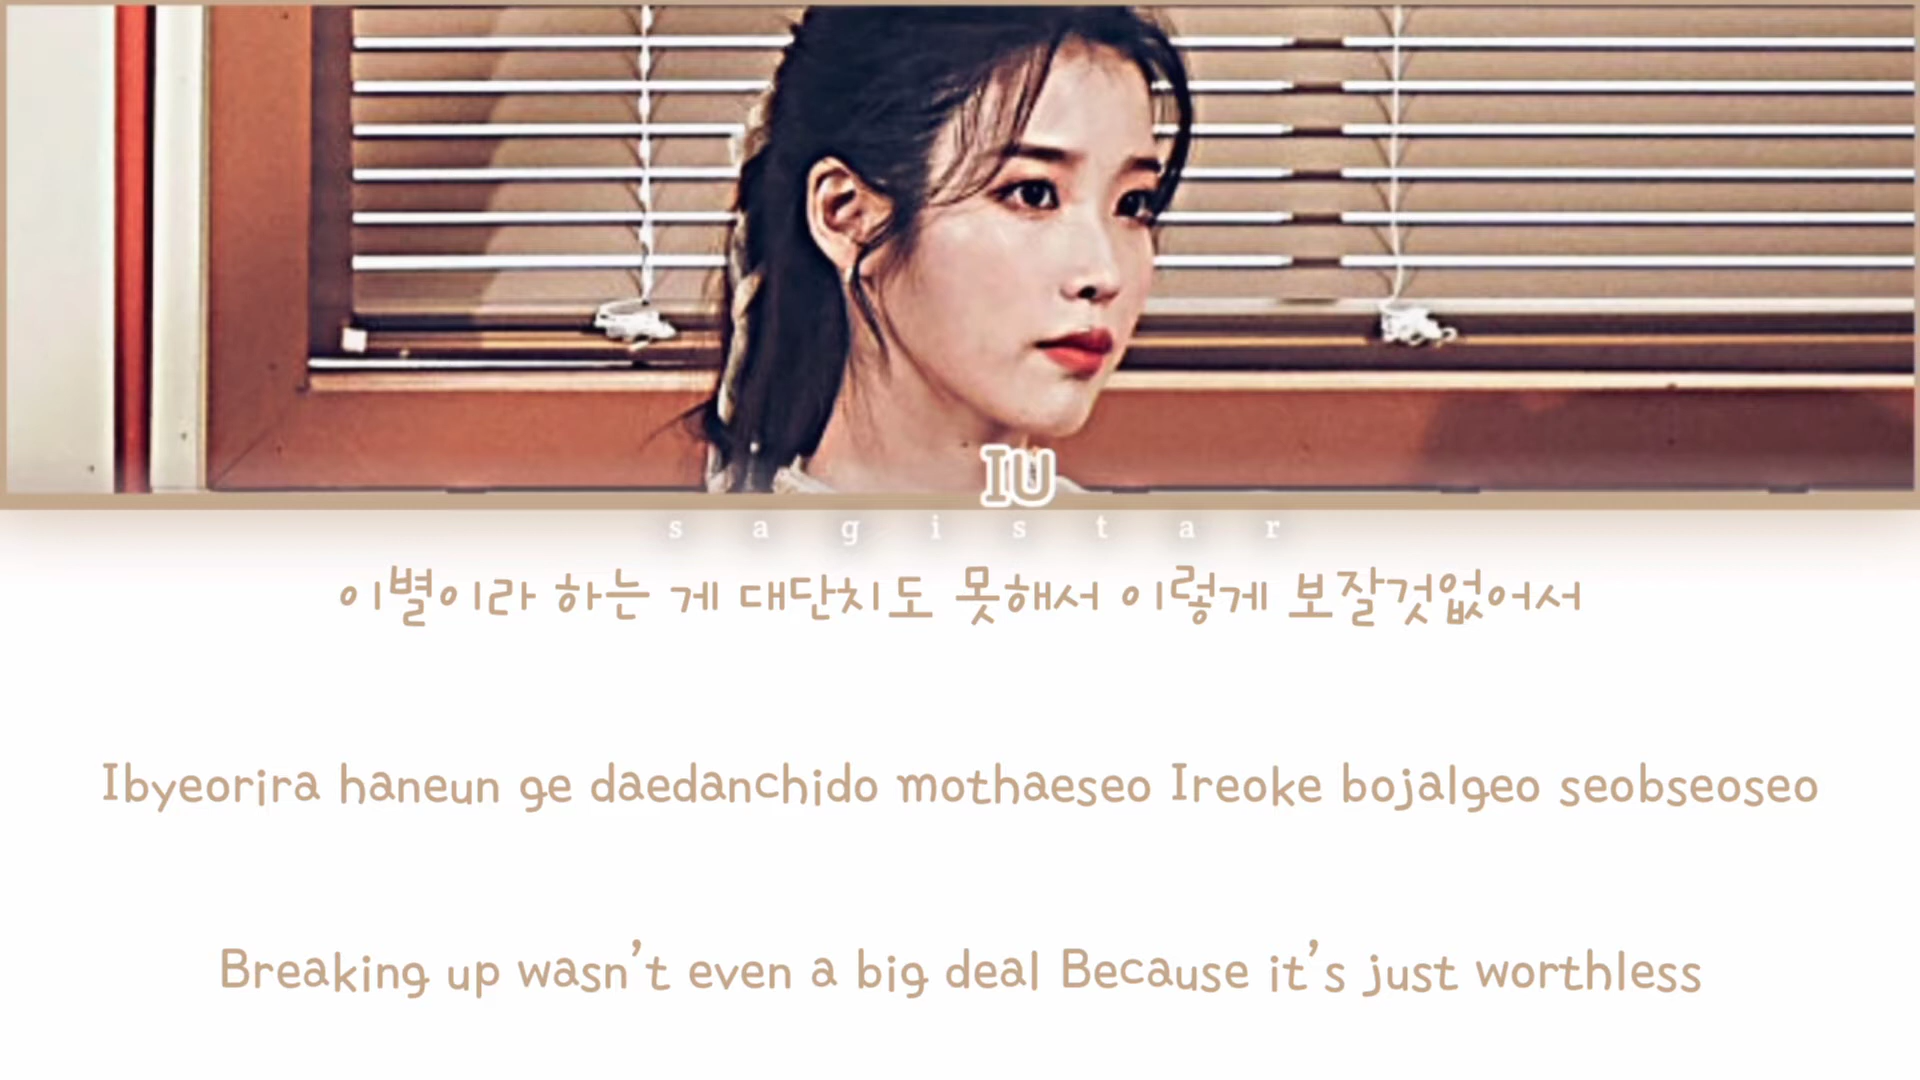 IU
sagistar
이별이라 하는 게 대단치도 못해서 이렇게 보잘것없어서
Ibyeorira haneun ge daedanchido mothaeseo Ireoke bojalgeo seobseoseo
Breaking up wasn’t even a big deal Because it’s just worthless